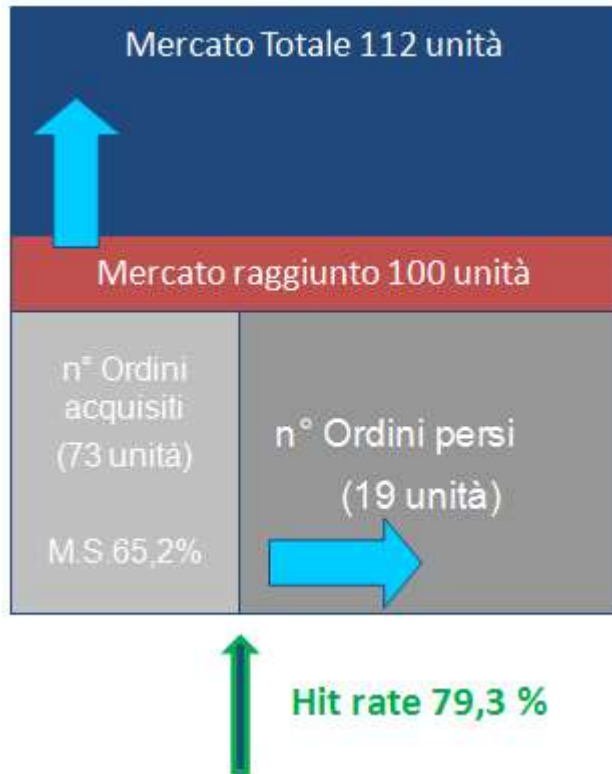 Mercato Totale 112 unità
Mercato raggiunto 100 unità
n° Ordini
acquisiti
(73 unità)
M.S.65,2%
n° Ordini persi
(19 unità)
Hit rate 79,3 %